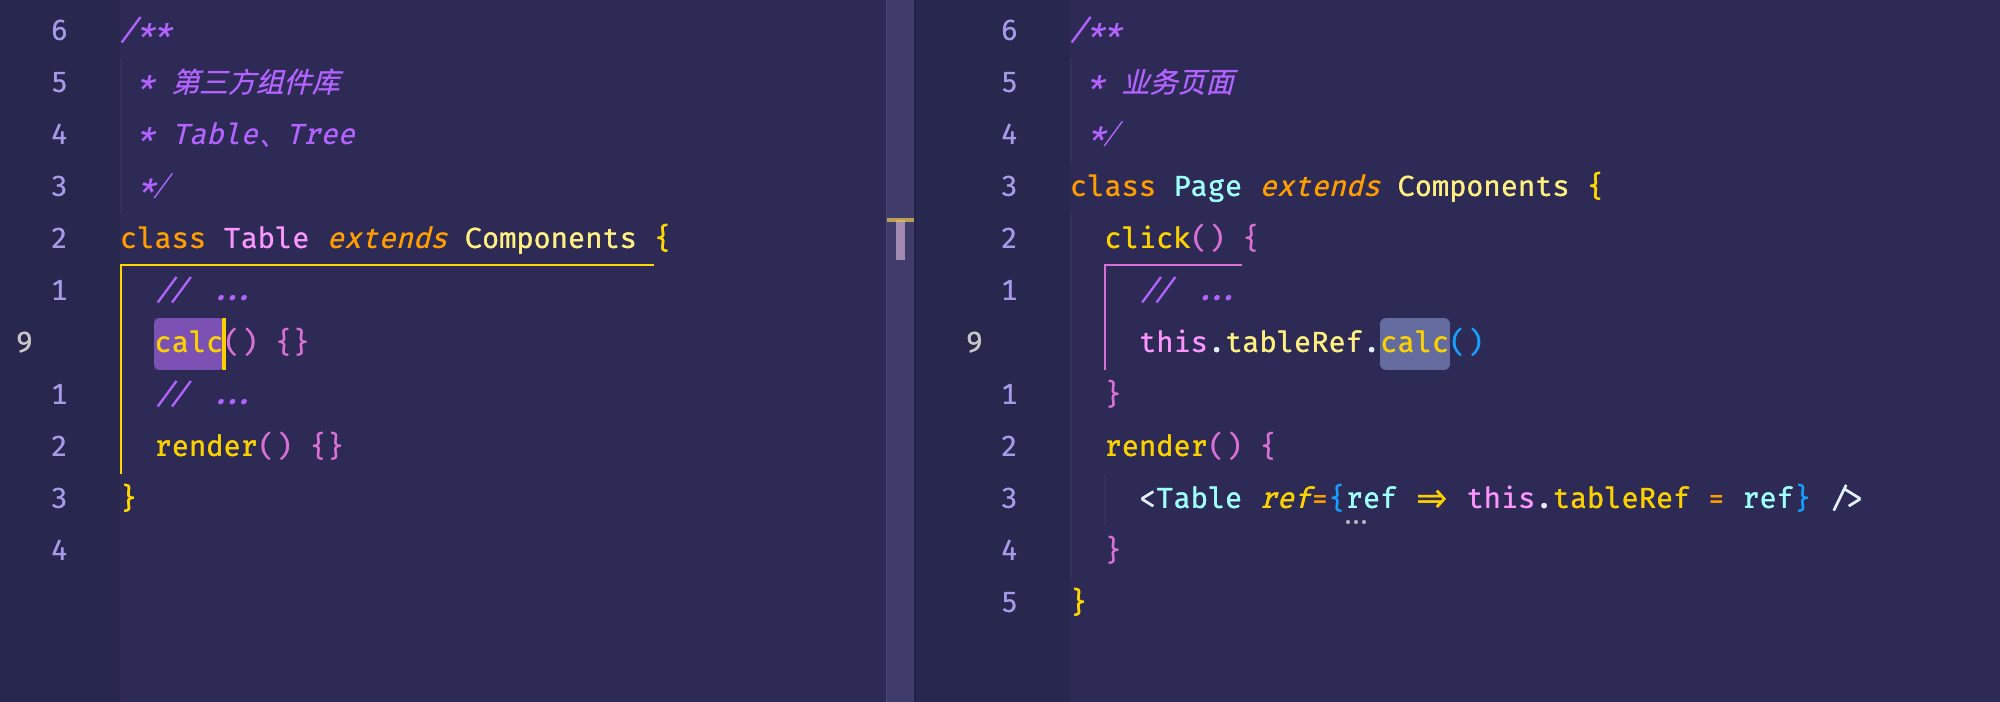 6 /**
5 * 第三方组件库
4 * Table、Tree
3 */
2 class Table extends Components {
1 // ...
9 calc() {}
1 // ...
2 render() {}
3 }
4
6 /**
5 * 业务页面
4 */
3 class Page extends Components {
2 click() {
1 // ...
9 this.tableRef.calc()
1 }
2 render() {
3 <Table ref={ref => this.tableRef = ref} />
4 }
5 }